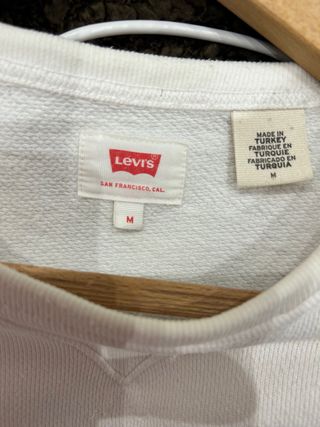 Levi's
SAN FRANCISCO, CAL.
M
MADE IN
TURKEY
FABRIQUE EN
TURQUIE
FABRICADO EN
TURQUIA
M